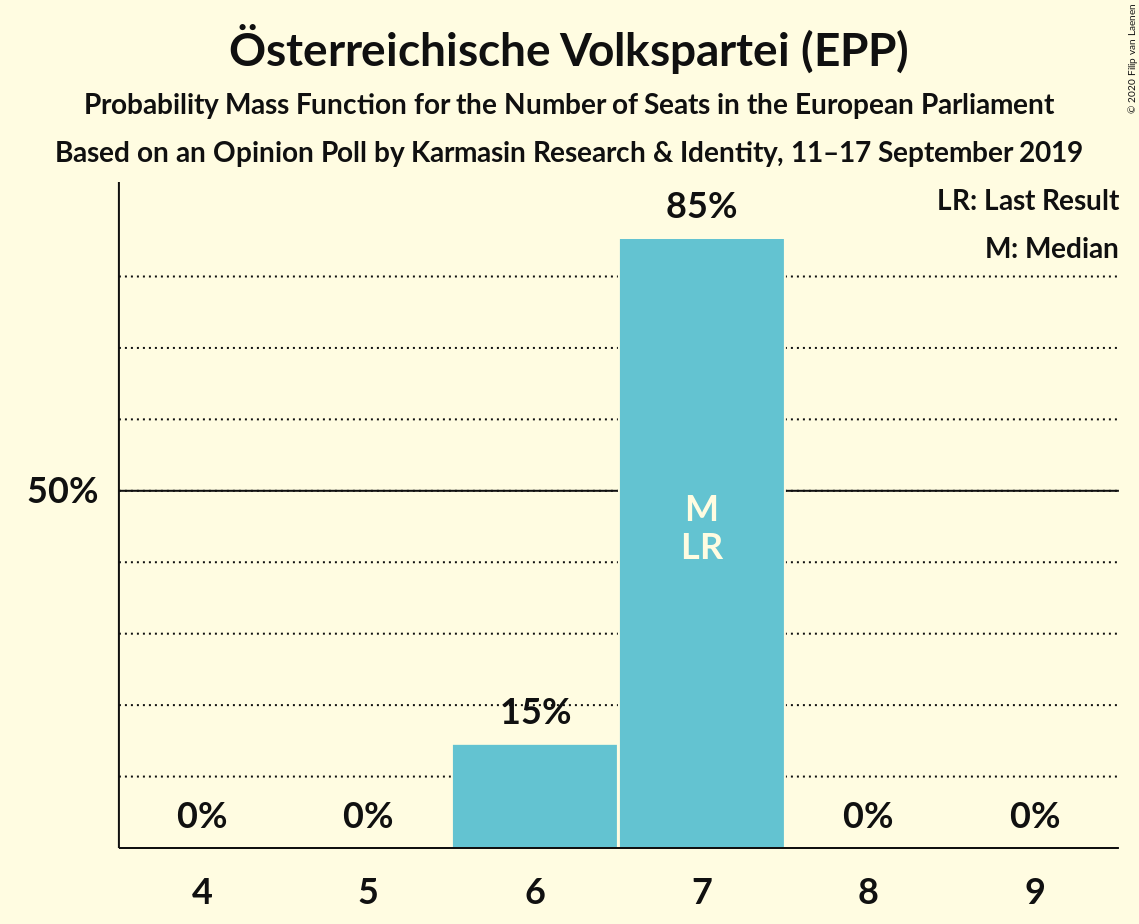 Österreichische Volkspartei (EPP)
Probability Mass Function for the Number of Seats in the European Parliament
Based on an Opinion Poll by Karmasin Research & Identity, 11–17 September 2019
© 2020 Filip van Laenen
LR: Last Result
M: Median
85%
50%
M
LR
15%
0%
0%
0%
0%
4
5
6
7
8
9